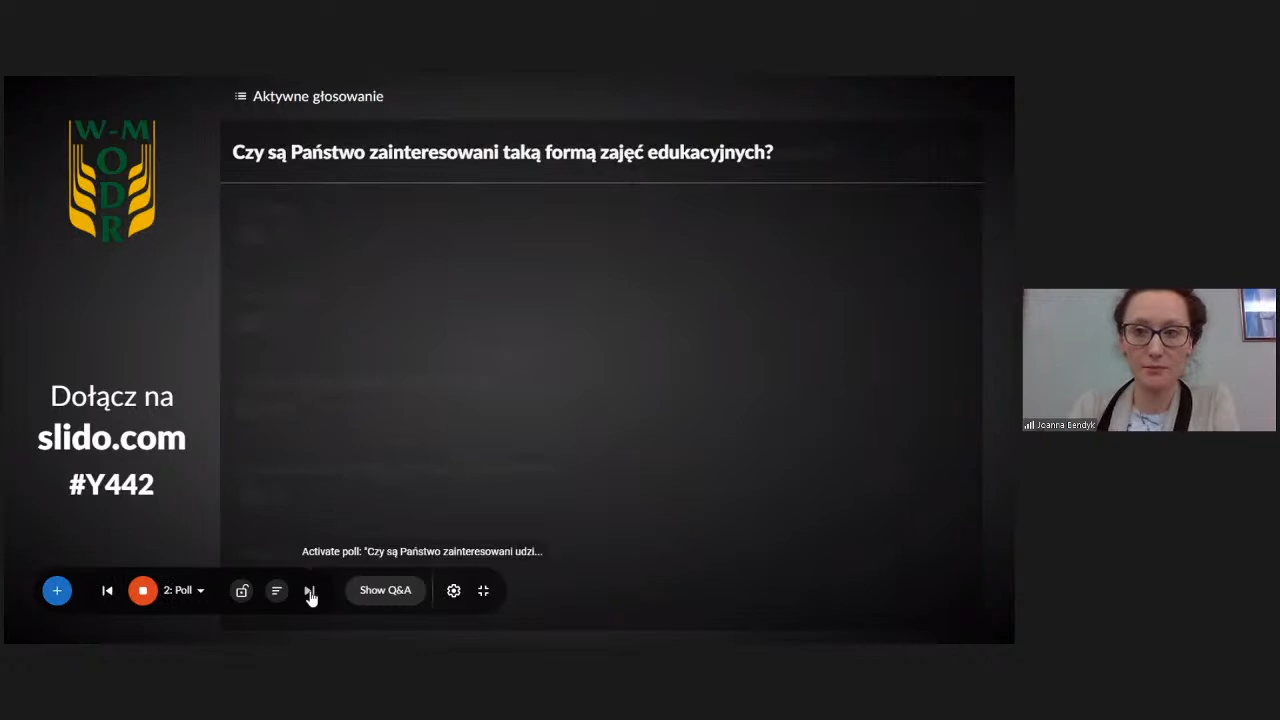 Aktywne głosowanie
W-M
O
D
R
Czy są Państwo zainteresowani taką formą zajęć edukacyjnych?
Dołącz na
slido.com
#Y442
Activate poll: "Czy są Państwo zainteresowani udzi...
2: Poll
Show Q&A
Joanna Bendyk